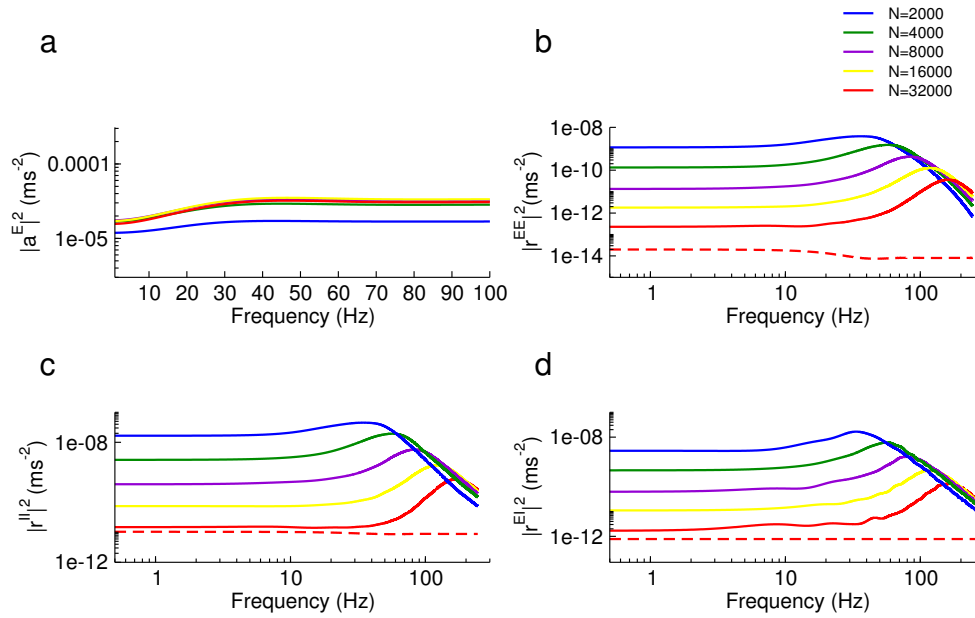 a
|a^E|^2 (ms^-2)
0.0001
1e-05
10 20 30 40 50 60 70 80 90 100
Frequency (Hz)
N=2000
N=4000
N=8000
N=16000
N=32000
b
|r^EE|^2 (ms^-2)
1e-08
1e-10
1e-12
1e-14
1 10 100
Frequency (Hz)
c
|r^II|^2 (ms^-2)
1e-08
1e-12
1 10 100
Frequency (Hz)
d
|r^EI|^2 (ms^-2)
1e-08
1e-12
1 10 100
Frequency (Hz)